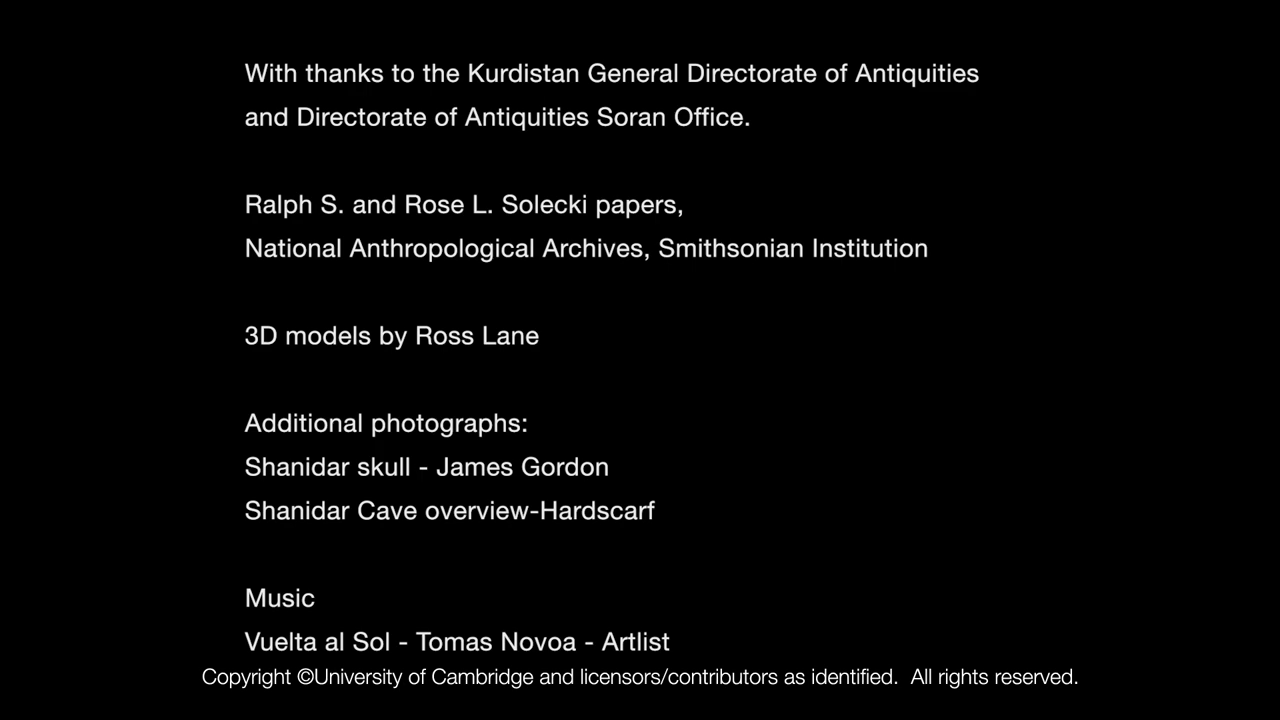 With thanks to the Kurdistan General Directorate of Antiquities
and Directorate of Antiquities Soran Office.
Ralph S. and Rose L. Solecki papers,
National Anthropological Archives, Smithsonian Institution
3D models by Ross Lane
Additional photographs:
Shanidar skull - James Gordon
Shanidar Cave overview-Hardscarf
Music
Vuelta al Sol - Tomas Novoa - Artlist
Copyright ©University of Cambridge and licensors/contributors as identified.  All rights reserved.